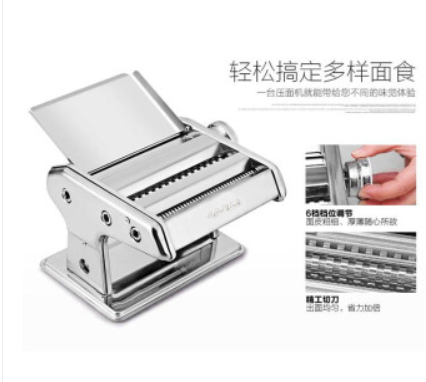 轻松搞定多样面食
一台压面机就能带给您不同的味觉体验
6档档位调节
面皮粗细、厚薄随心所欲
精工切刀
出面均匀，省力加倍